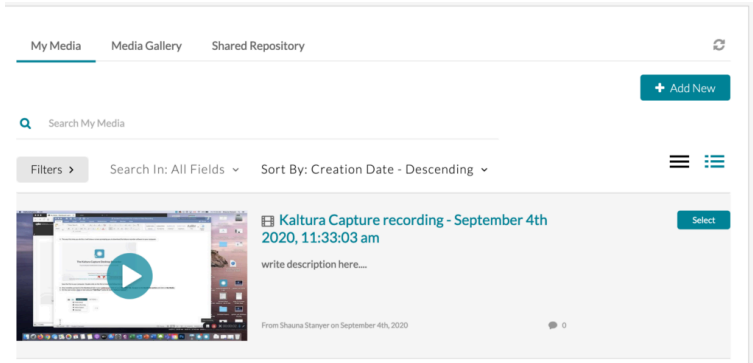 My Media Media Gallery Shared Repository
+ Add New
Search My Media
Filters > Search In: All Fields Sort By: Creation Date - Descending
Kaltura Capture recording - September 4th
2020, 11:33:03 am
Select
write description here....
From Shauna Stanyer on September 4th, 2020 0